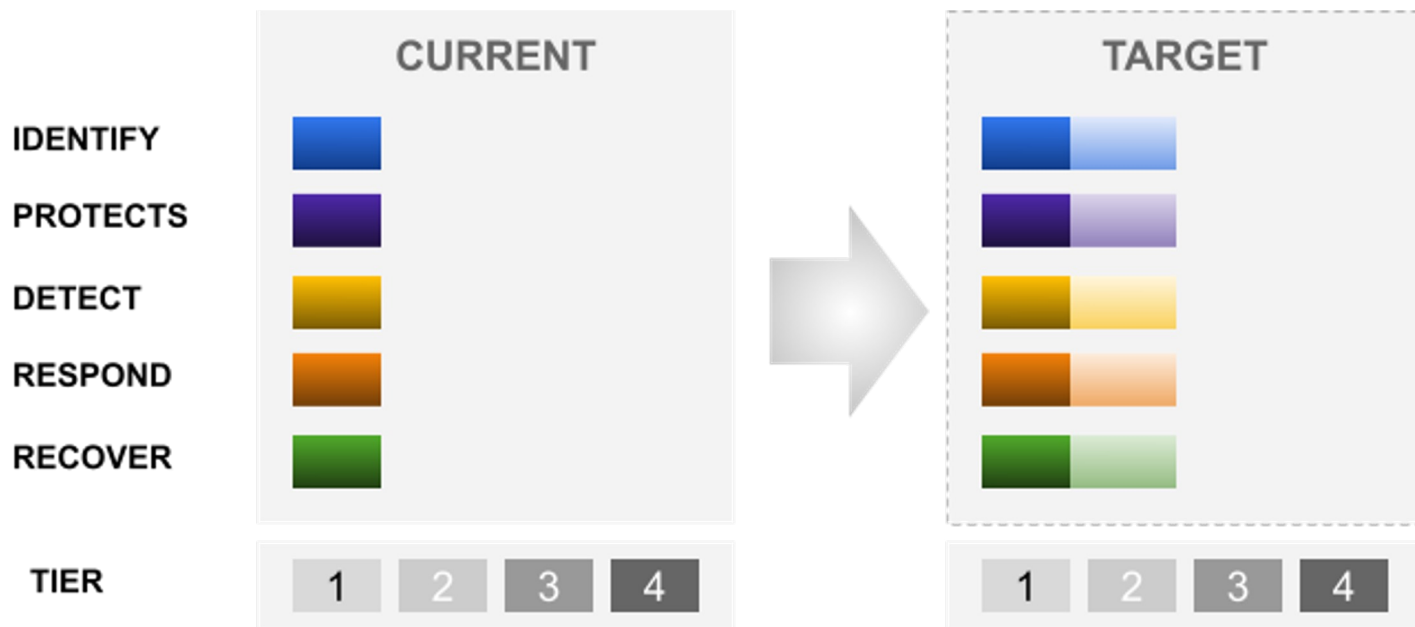 CURRENT
TARGET
IDENTIFY
PROTECTS
DETECT
RESPOND
RECOVER
TIER 1 2 3 4 1 2 3 4